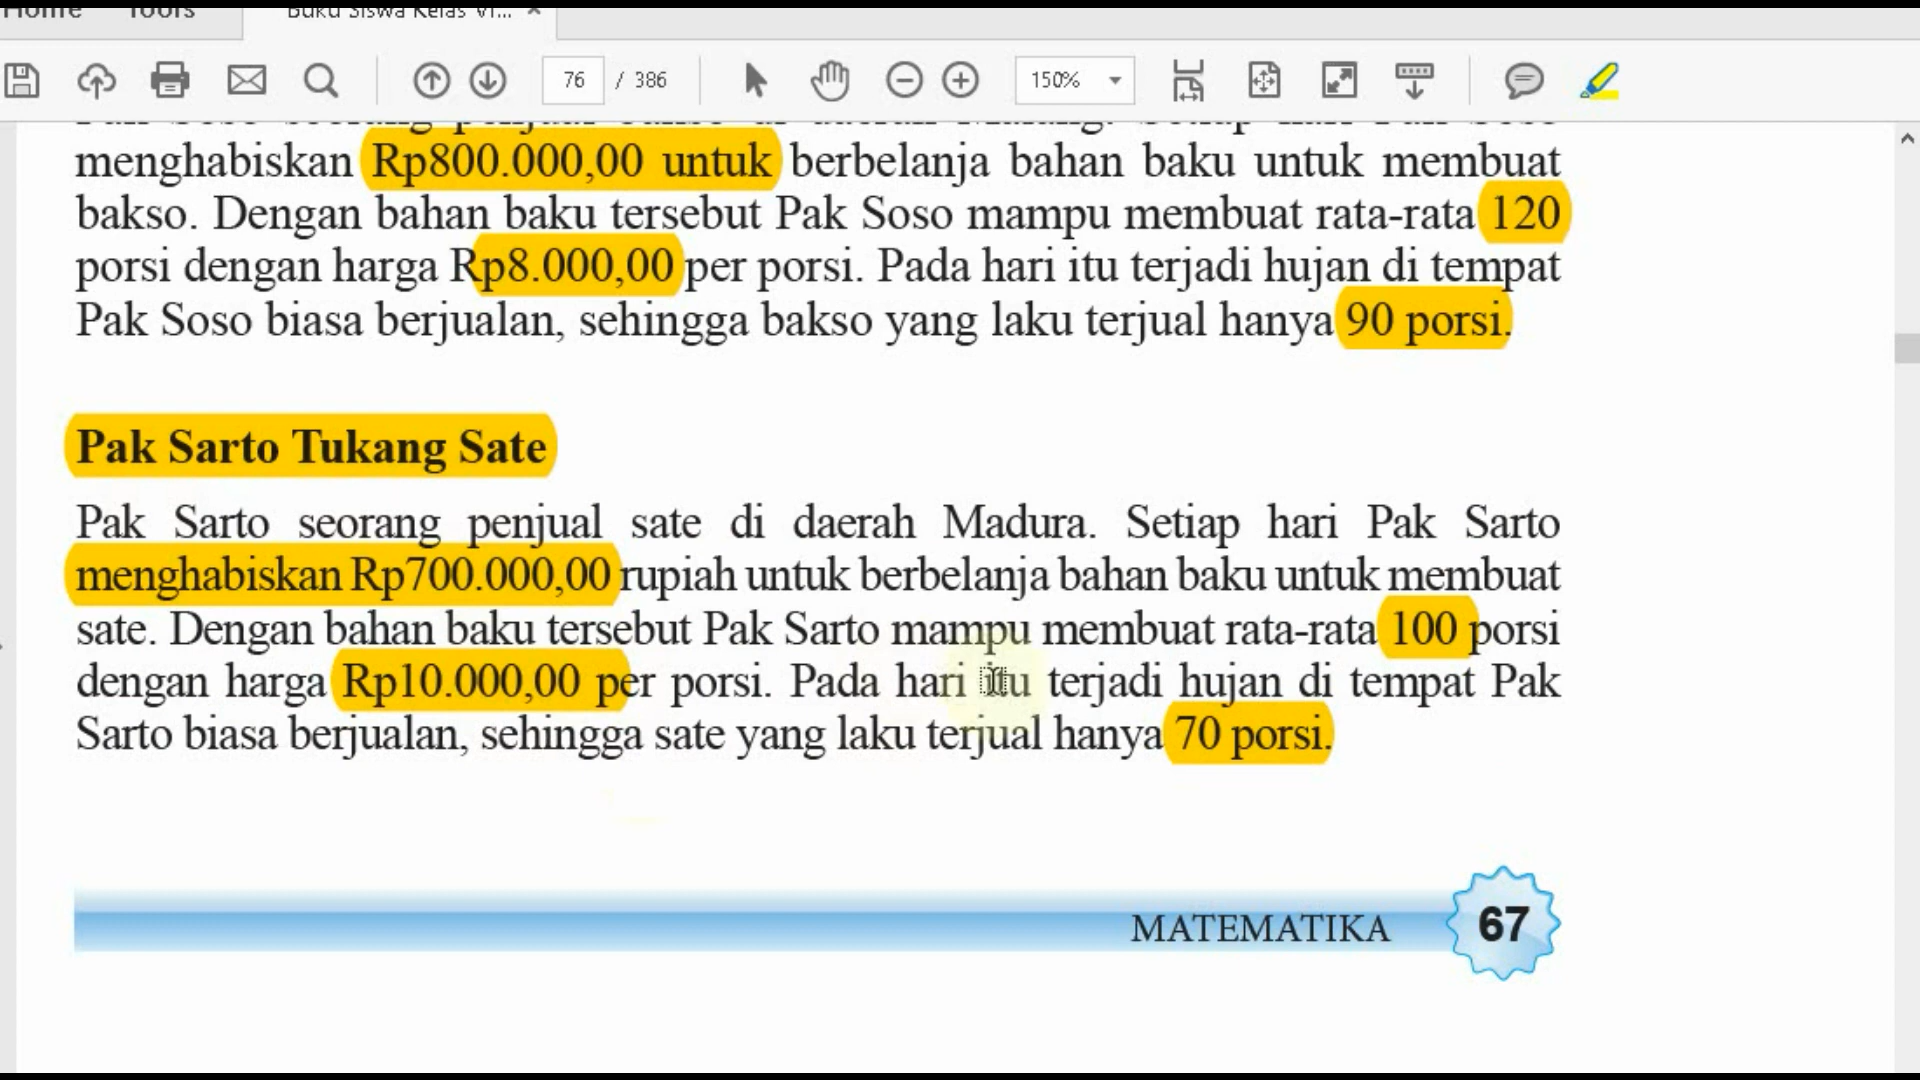 Home Tools Buku Siswa Kelas VI...
76 / 386 150%
menghabiskan Rp800.000,00 untuk berbelanja bahan baku untuk membuat
bakso. Dengan bahan baku tersebut Pak Soso mampu membuat rata-rata 120
porsi dengan harga Rp8.000,00 per porsi. Pada hari itu terjadi hujan di tempat
Pak Soso biasa berjualan, sehingga bakso yang laku terjual hanya 90 porsi.
Pak Sarto Tukang Sate
Pak Sarto seorang penjual sate di daerah Madura. Setiap hari Pak Sarto
menghabiskan Rp700.000,00 rupiah untuk berbelanja bahan baku untuk membuat
sate. Dengan bahan baku tersebut Pak Sarto mampu membuat rata-rata 100 porsi
dengan harga Rp10.000,00 per porsi. Pada hari itu terjadi hujan di tempat Pak
Sarto biasa berjualan, sehingga sate yang laku terjual hanya 70 porsi.
MATEMATIKA 67